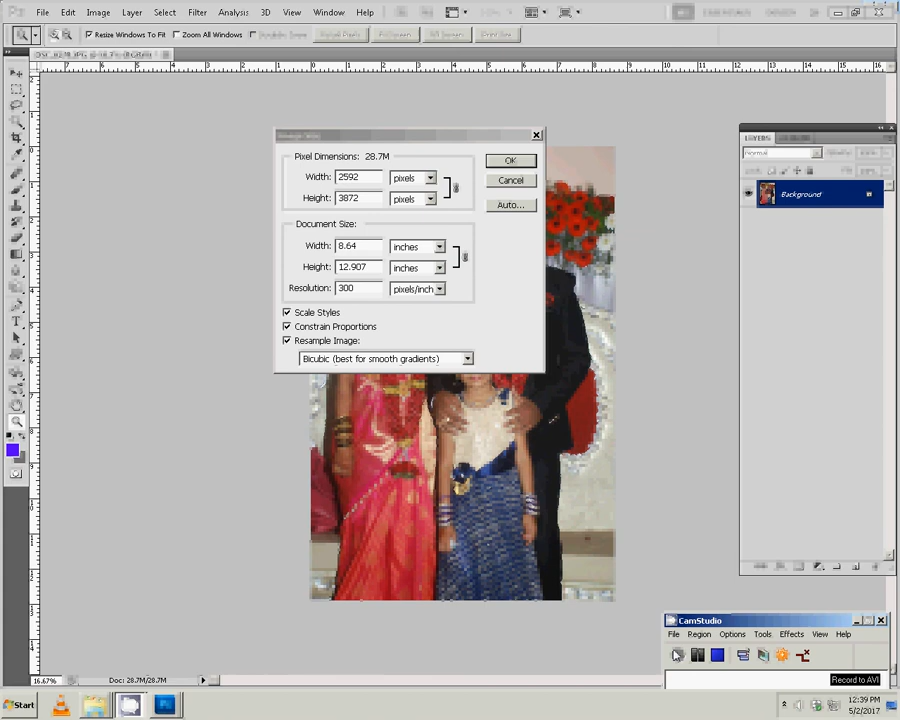 File Edit Image Layer Select Filter Analysis 3D View Window Help
Resize Windows To Fit Zoom All Windows
Pixel Dimensions: 28.7M
Width: 2592 pixels
Height: 3872 pixels
Document Size:
Width: 8.64 inches
Height: 12.907 inches
Resolution: 300 pixels/inch
Scale Styles
Constrain Proportions
Resample Image:
Bicubic (best for smooth gradients)
OK
Cancel
Auto...
LAYERS
Normal
Background
16.67% Doc: 28.7M/28.7M
CamStudio
File Region Options Tools Effects View Help
Record to AVI
Start
12:39 PM
5/2/2017